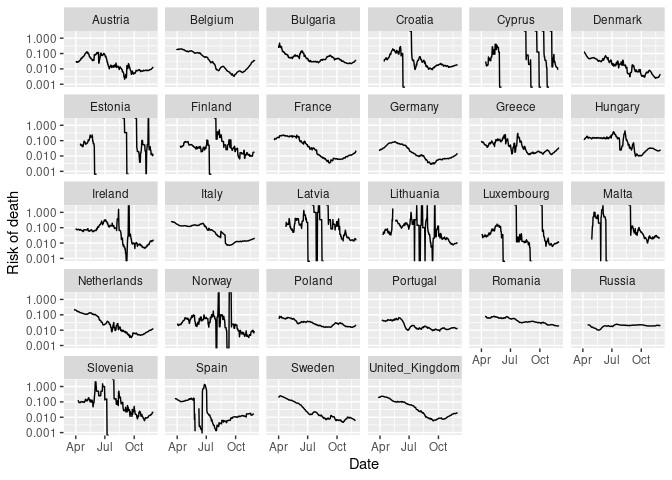 Austria Belgium Bulgaria Croatia Cyprus Denmark
1.000
0.100
0.010
0.001
Estonia Finland France Germany Greece Hungary
1.000
0.100
0.010
0.001
Ireland Italy Latvia Lithuania Luxembourg Malta
1.000
0.100
0.010
0.001
Netherlands Norway Poland Portugal Romania Russia
1.000
0.100
0.010
0.001
Apr Jul Oct Apr Jul Oct
Slovenia Spain Sweden United_Kingdom
1.000
0.100
0.010
0.001
Apr Jul Oct Apr Jul Oct Apr Jul Oct Apr Jul Oct
Date
Risk of death